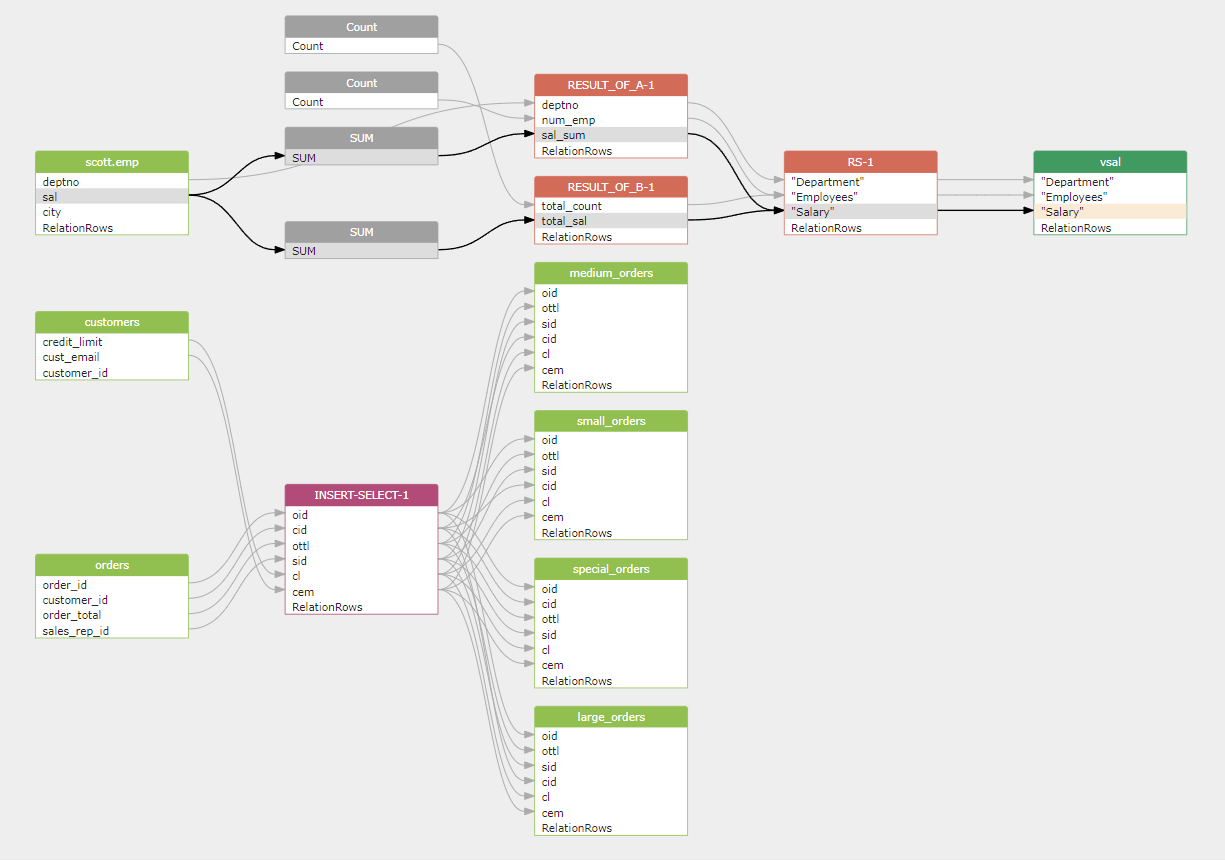 Count
Count
Count
Count
SUM
SUM
scott.emp
deptno
sal
city
RelationRows
SUM
SUM
RESULT_OF_A-1
deptno
num_emp
sal_sum
RelationRows
RESULT_OF_B-1
total_count
total_sal
RelationRows
RS-1
"Department"
"Employees"
"Salary"
RelationRows
vsal
"Department"
"Employees"
"Salary"
RelationRows
customers
credit_limit
cust_email
customer_id
orders
order_id
customer_id
order_total
sales_rep_id
INSERT-SELECT-1
oid
cid
ottl
sid
cl
cem
RelationRows
medium_orders
oid
ottl
sid
cid
cl
cem
RelationRows
small_orders
oid
ottl
sid
cid
cl
cem
RelationRows
special_orders
oid
cid
ottl
sid
cl
cem
RelationRows
large_orders
oid
ottl
sid
cid
cl
cem
RelationRows